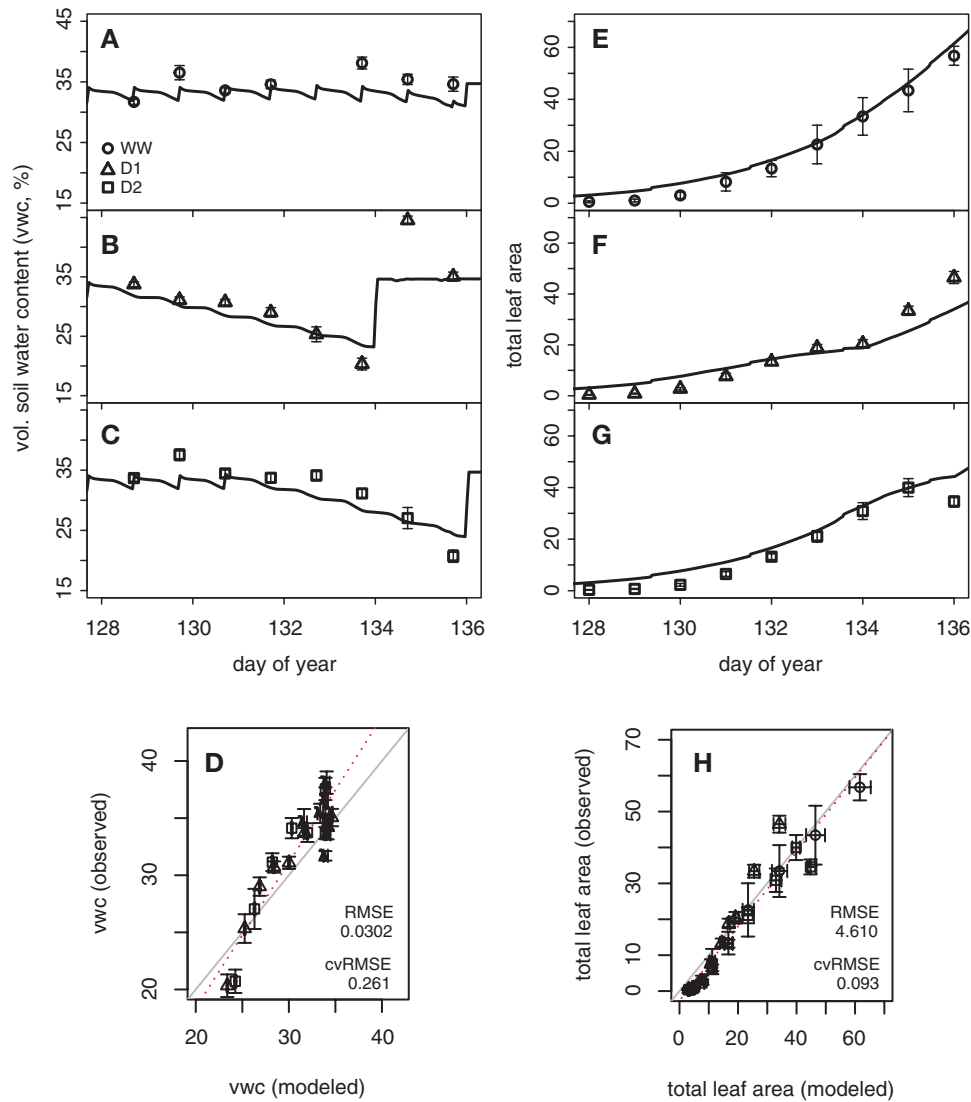 A
45
35
25
15
WW
D1
D2
B
35
25
15
C
35
25
15
128 130 132 134 136
day of year
vol. soil water content (vwc, %)
E
60
40
20
0
F
60
40
20
0
G
60
40
20
0
128 130 132 134 136
day of year
total leaf area
D
40
30
20
20 30 40
vwc (modeled)
vwc (observed)
RMSE
0.0302
cvRMSE
0.261
H
70
50
30
10
0
0 20 40 60
total leaf area (modeled)
total leaf area (observed)
RMSE
4.610
cvRMSE
0.093